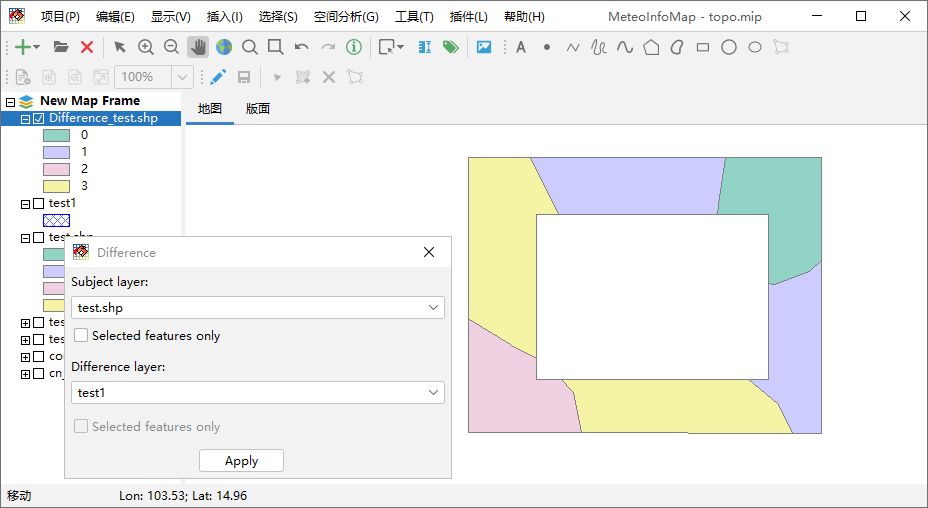 项目(P) 编辑(E) 显示(V) 插入(I) 选择(S) 空间分析(G) 工具(T) 插件(L) 帮助(H) MeteoInfoMap - topo.mip
A
100%
New Map Frame
地图 版面
Difference_test.shp
0
1
2
3
test1
test.shp
Difference
Subject layer:
test.shp
Selected features only
tes
Difference layer:
tes
co
cn_
test1
Selected features only
Apply
移动 Lon: 103.53; Lat: 14.96